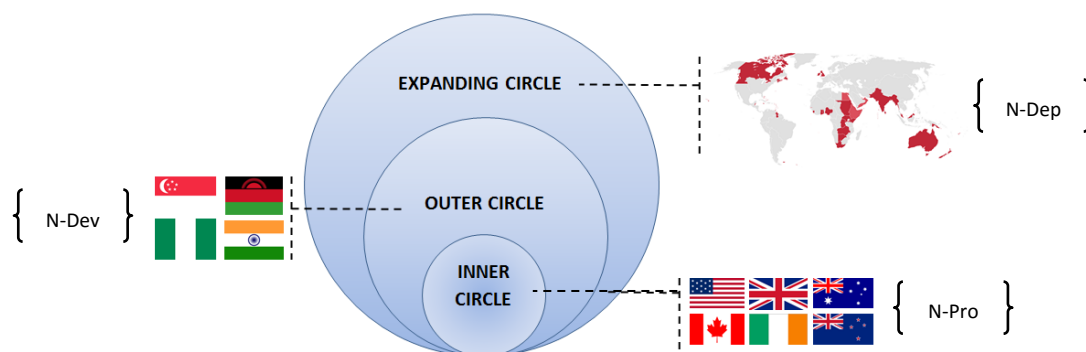 EXPANDING CIRCLE
N-Dep
N-Dev
OUTER CIRCLE
INNER
CIRCLE
N-Pro